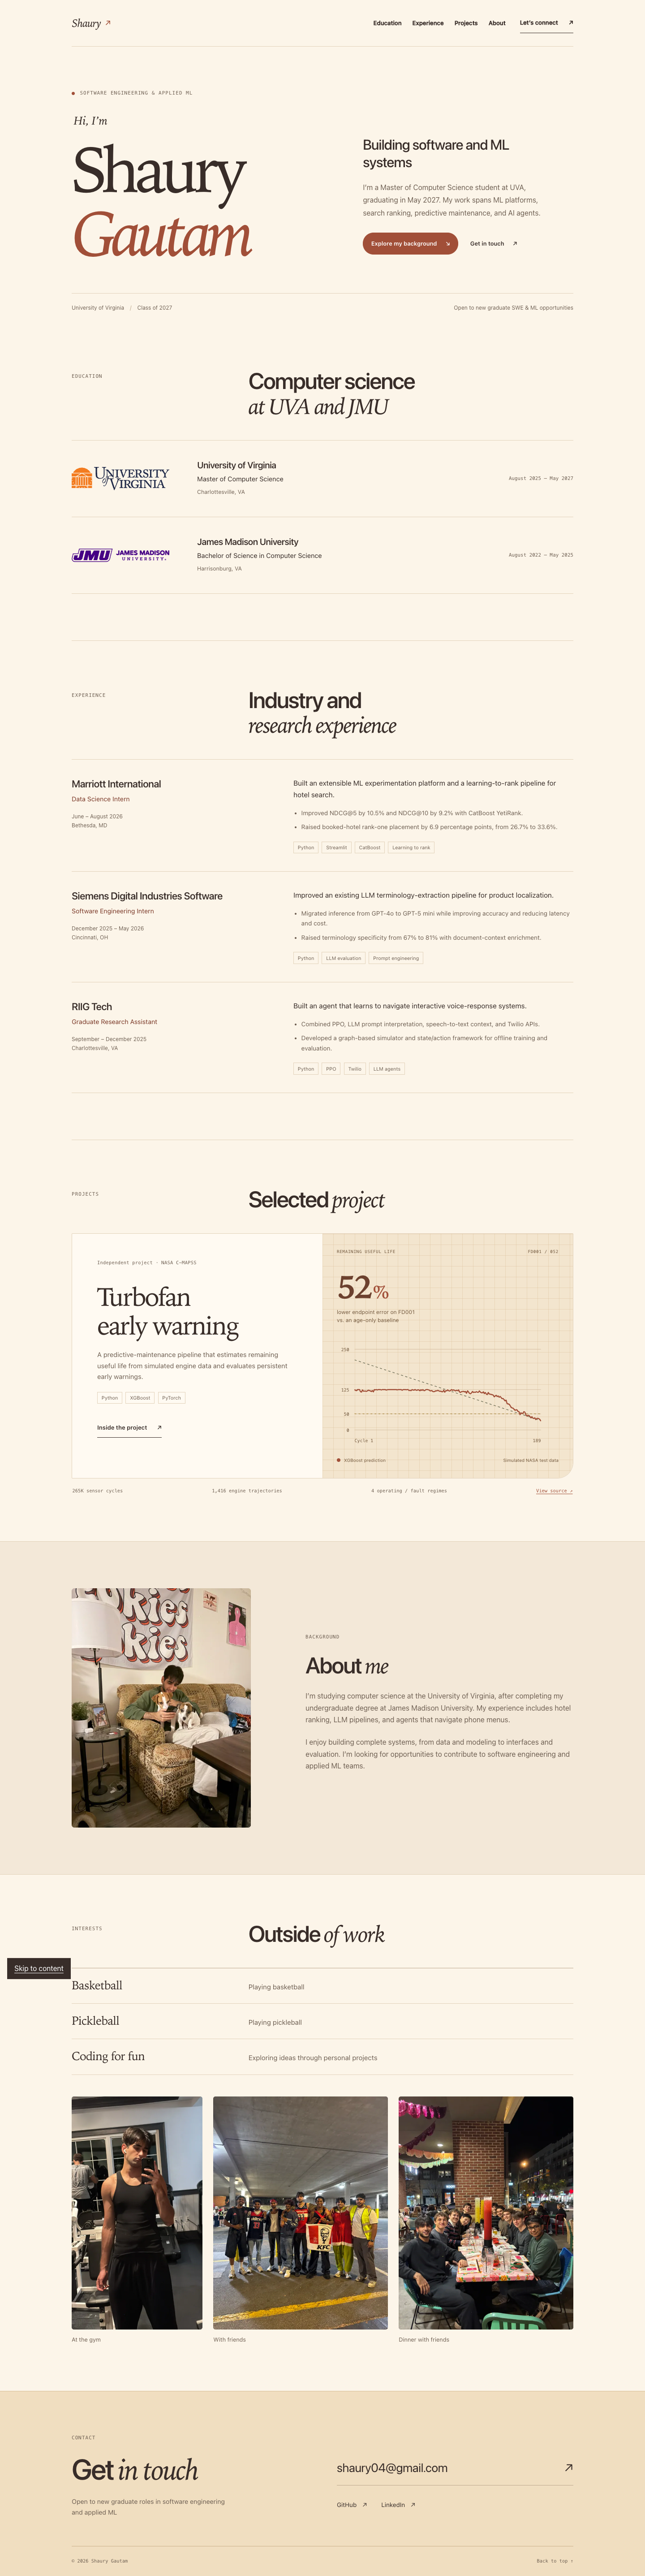 Shaury ↗
Education Experience Projects About Let's connect ↗
SOFTWARE ENGINEERING & APPLIED ML
Hi, I'm
Shaury
Gautam
Building software and ML
systems
I'm a Master of Computer Science student at UVA,
graduating in May 2027. My work spans ML platforms,
search ranking, predictive maintenance, and AI agents.
Explore my background ↘ Get in touch ↗
University of Virginia / Class of 2027
Open to new graduate SWE & ML opportunities
EDUCATION
Computer science
at UVA and JMU
UNIVERSITY
of VIRGINIA
University of Virginia
Master of Computer Science
Charlottesville, VA
August 2025 — May 2027
JMU JAMES MADISON
UNIVERSITY.
James Madison University
Bachelor of Science in Computer Science
Harrisonburg, VA
August 2022 — May 2025
EXPERIENCE
Industry and
research experience
Marriott International
Data Science Intern
June – August 2026
Bethesda, MD
Built an extensible ML experimentation platform and a learning-to-rank pipeline for
hotel search.
• Improved NDCG@5 by 10.5% and NDCG@10 by 9.2% with CatBoost YetiRank.
• Raised booked-hotel rank-one placement by 6.9 percentage points, from 26.7% to 33.6%.
Python Streamlit CatBoost Learning to rank
Siemens Digital Industries Software
Software Engineering Intern
December 2025 – May 2026
Cincinnati, OH
Improved an existing LLM terminology-extraction pipeline for product localization.
• Migrated inference from GPT-4o to GPT-5 mini while improving accuracy and reducing latency
and cost.
• Raised terminology specificity from 67% to 81% with document-context enrichment.
Python LLM evaluation Prompt engineering
RIIG Tech
Graduate Research Assistant
September – December 2025
Charlottesville, VA
Built an agent that learns to navigate interactive voice-response systems.
• Combined PPO, LLM prompt interpretation, speech-to-text context, and Twilio APIs.
• Developed a graph-based simulator and state/action framework for offline training and
evaluation.
Python PPO Twilio LLM agents
PROJECTS
Selected project
Independent project · NASA C-MAPSS
Turbofan
early warning
A predictive-maintenance pipeline that estimates remaining
useful life from simulated engine data and evaluates persistent
early warnings.
Python XGBoost PyTorch
Inside the project ↗
REMAINING USEFUL LIFE
FD001 / 052
52%
lower endpoint error on FD001
vs. an age-only baseline
250
125
50
0
Cycle 1
189
XGBoost prediction
Simulated NASA test data
265K sensor cycles
1,416 engine trajectories
4 operating / fault regimes
View source ↗
kies
kies
BACKGROUND
About me
I'm studying computer science at the University of Virginia, after completing my
undergraduate degree at James Madison University. My experience includes hotel
ranking, LLM pipelines, and agents that navigate phone menus.
I enjoy building complete systems, from data and modeling to interfaces and
evaluation. I'm looking for opportunities to contribute to software engineering and
applied ML teams.
INTERESTS
Outside of work
Skip to content
Basketball
Playing basketball
Pickleball
Playing pickleball
Coding for fun
Exploring ideas through personal projects
KFC
At the gym
With friends
Dinner with friends
CONTACT
Get in touch
Open to new graduate roles in software engineering
and applied ML
shaury04@gmail.com ↗
GitHub ↗ LinkedIn ↗
© 2026 Shaury Gautam
Back to top ↑